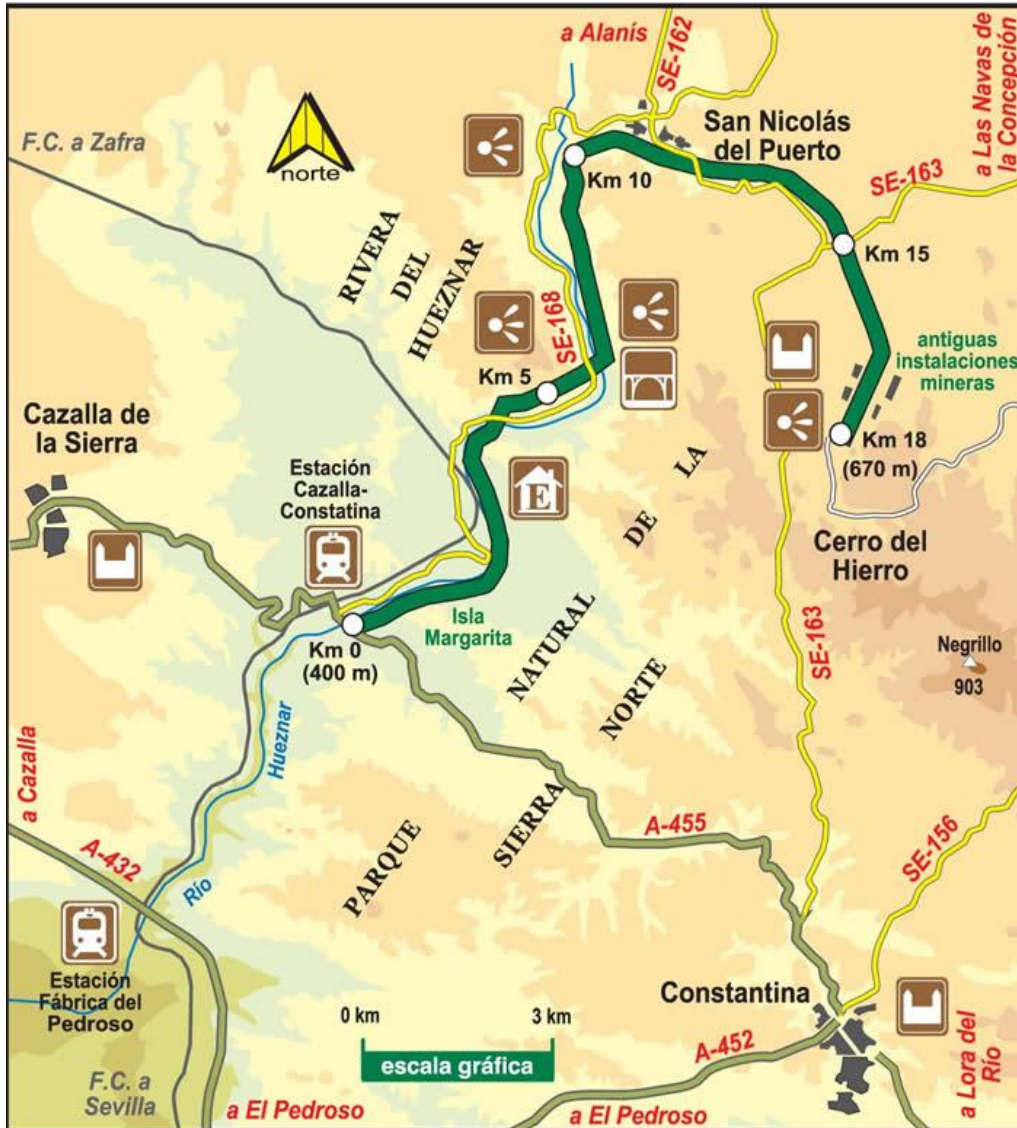 a Alanís
SE-162
a Las Navas de
la Concepción
F.C. a Zafra
norte
San Nicolás
del Puerto
Km 10
SE-163
RIVERA
DEL
HUEZNAR
Km 15
SE-168
Km 5
antiguas
instalaciones
mineras
Cazalla de
la Sierra
Km 18
(670 m)
Estación
Cazalla-
Constatina
E
Cerro del
Hierro
Isla
Margarita
Km 0
(400 m)
PARQUE
NATURAL
SIERRA
NORTE
DE
LA
SE-163
Negrillo
903
a Cazalla
A-432
Río
Hueznar
A-455
SE-156
Estación
Fábrica del
Pedroso
Constantina
0 km
3 km
escala gráfica
A-452
a Lora del
Río
F.C. a
Sevilla
a El Pedroso
a El Pedroso